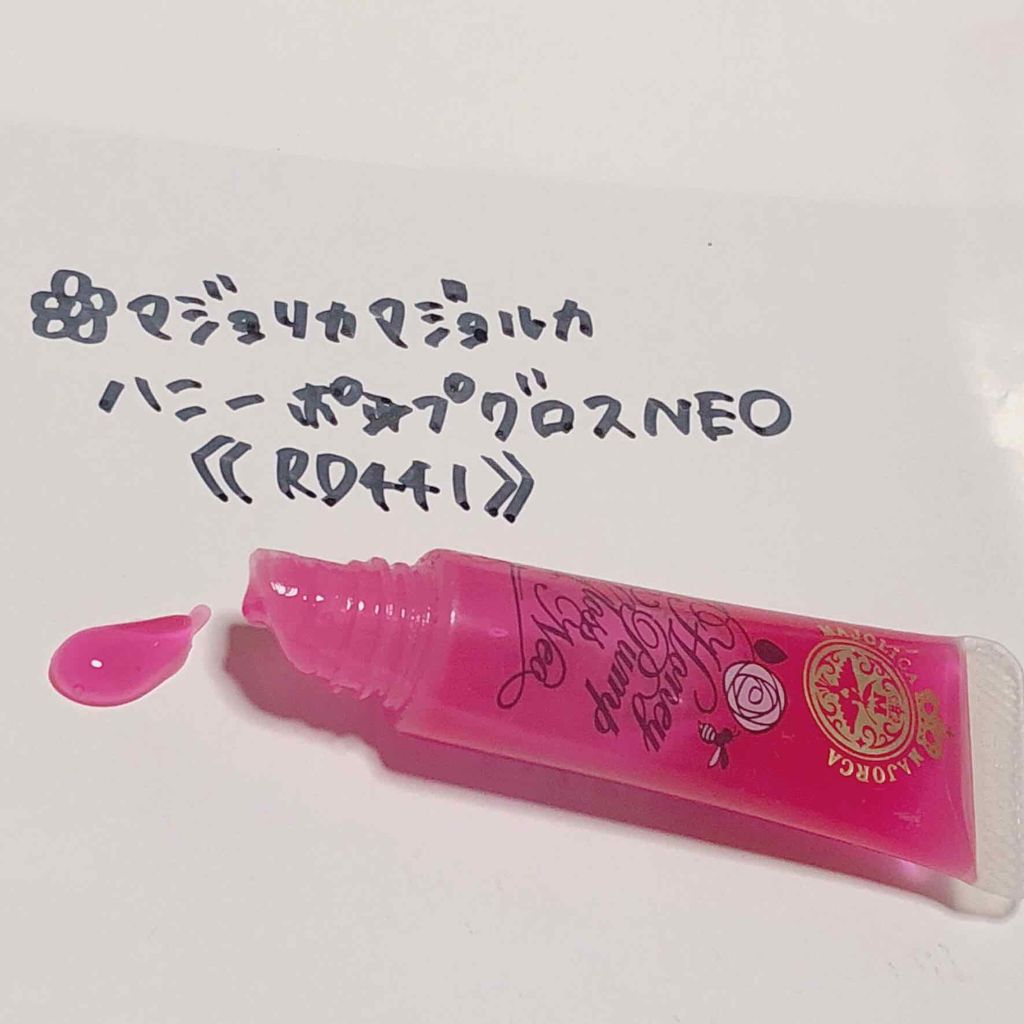 マジョリカマジョルカ
ハニーポンプグロスNEO
《RD441》
Honey
Pump
Gloss
Neo
MAJOLICA
M
MAJORCA